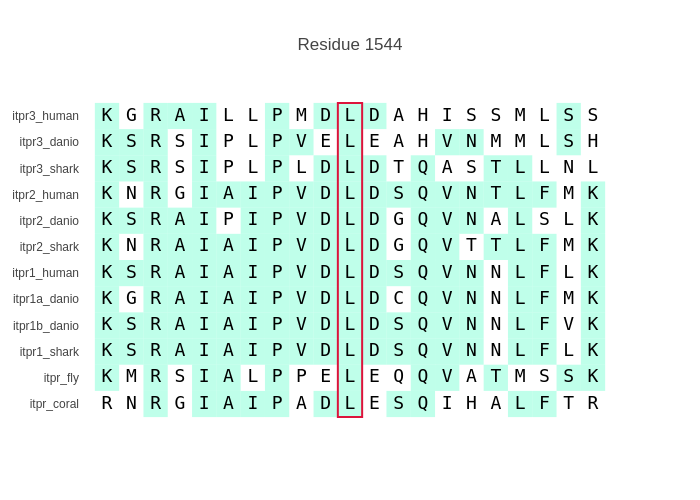 Residue 1544
itpr3_human K G R A I L L P M D L D A H I S S M L S S
itpr3_danio K S R S I P L P V E L E A H V N M M L S H
itpr3_shark K S R S I P L P L D L D T Q A S T L L N L
itpr2_human K N R G I A I P V D L D S Q V N T L F M K
itpr2_danio K S R A I P I P V D L D G Q V N A L S L K
itpr2_shark K N R A I A I P V D L D G Q V T T L F M K
itpr1_human K S R A I A I P V D L D S Q V N N L F L K
itpr1a_danio K G R A I A I P V D L D C Q V N N L F M K
itpr1b_danio K S R A I A I P V D L D S Q V N N L F V K
itpr1_shark K S R A I A I P V D L D S Q V N N L F L K
itpr_fly K M R S I A L P P E L E Q Q V A T M S S K
itpr_coral R N R G I A I P A D L E S Q I H A L F T R